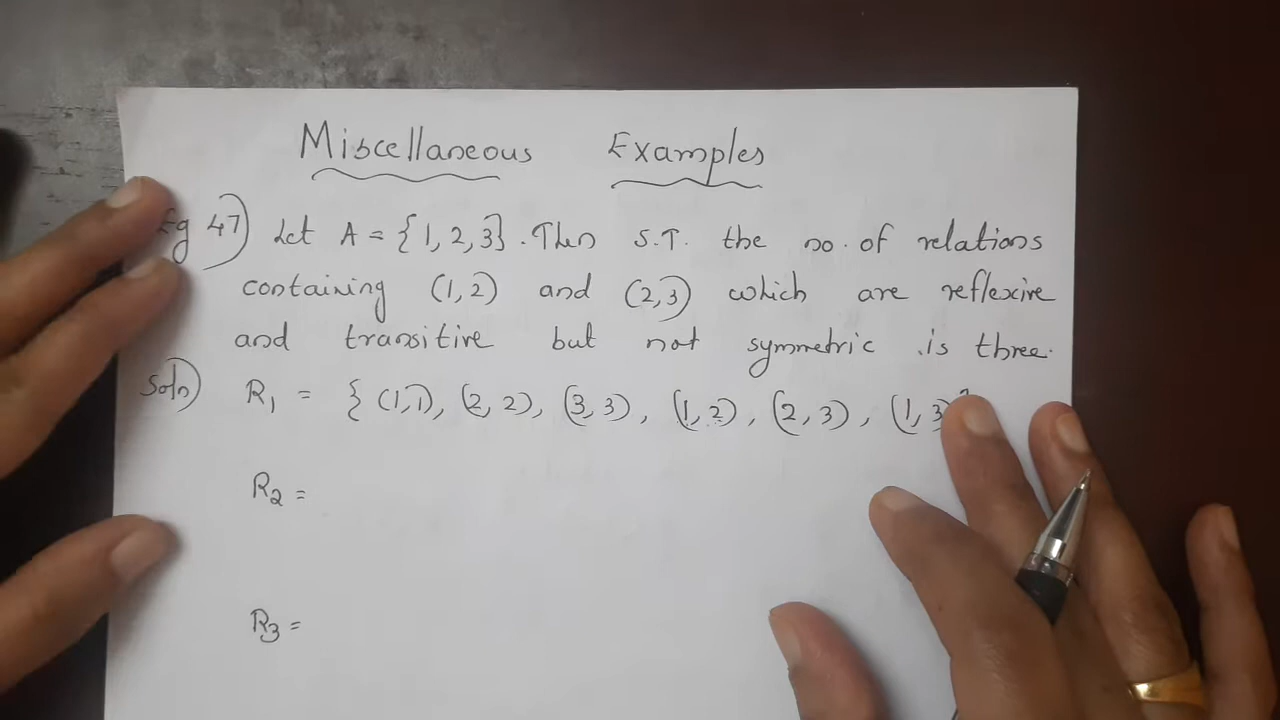 Miscellaneous Examples
Eg 47) Let A = {1, 2, 3}. Then S.T. the no. of relations
containing (1, 2) and (2, 3) which are reflexive
and transitive but not symmetric is three.
Soln) R₁ = {(1,1), (2, 2), (3, 3), (1, 2), (2, 3), (1, 3)}
R₂ =
R₃ =